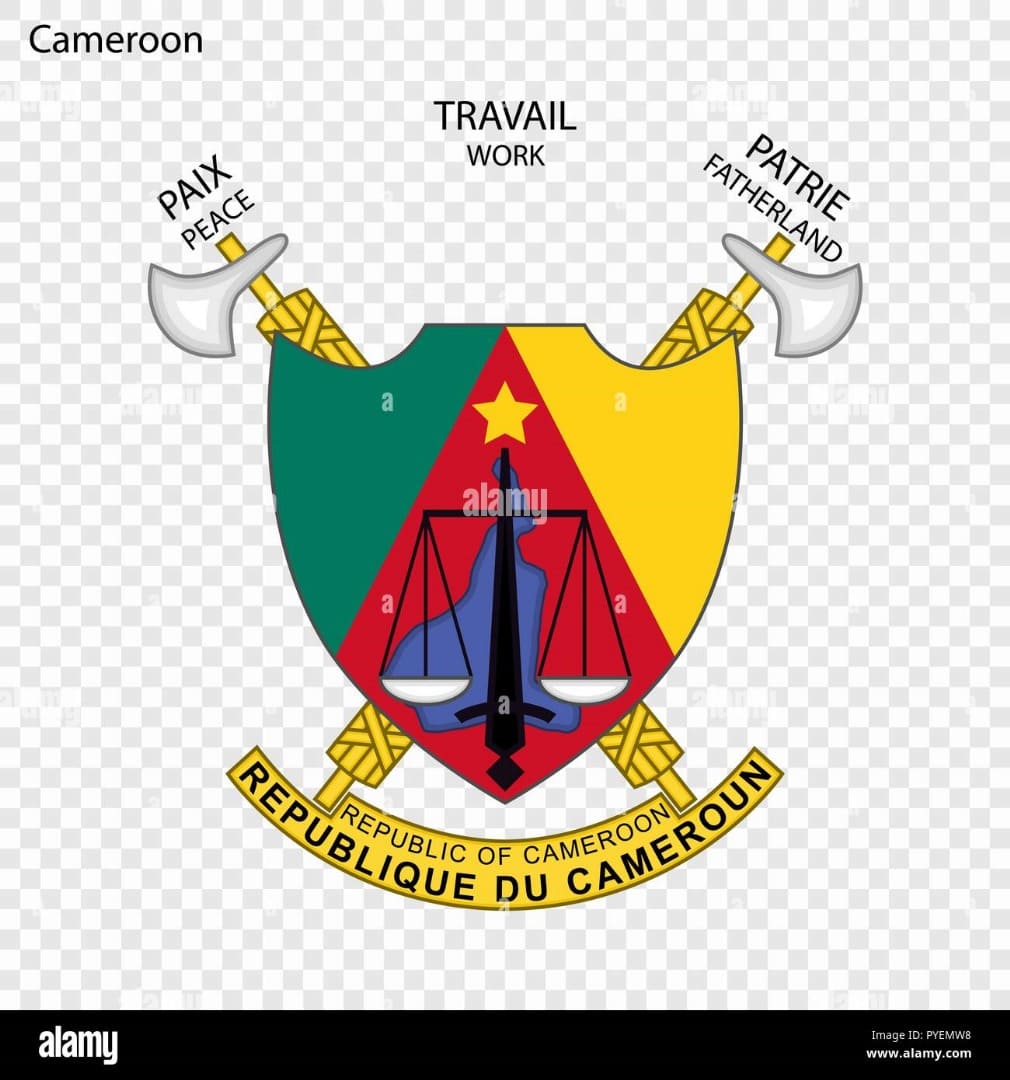 Cameroon
TRAVAIL
WORK
PAIX
PEACE
PATRIE
FATHERLAND
REPUBLIC OF CAMEROON
REPUBLIQUE DU CAMEROUN
alamy
Image ID: PYEMW8
www.alamy.com